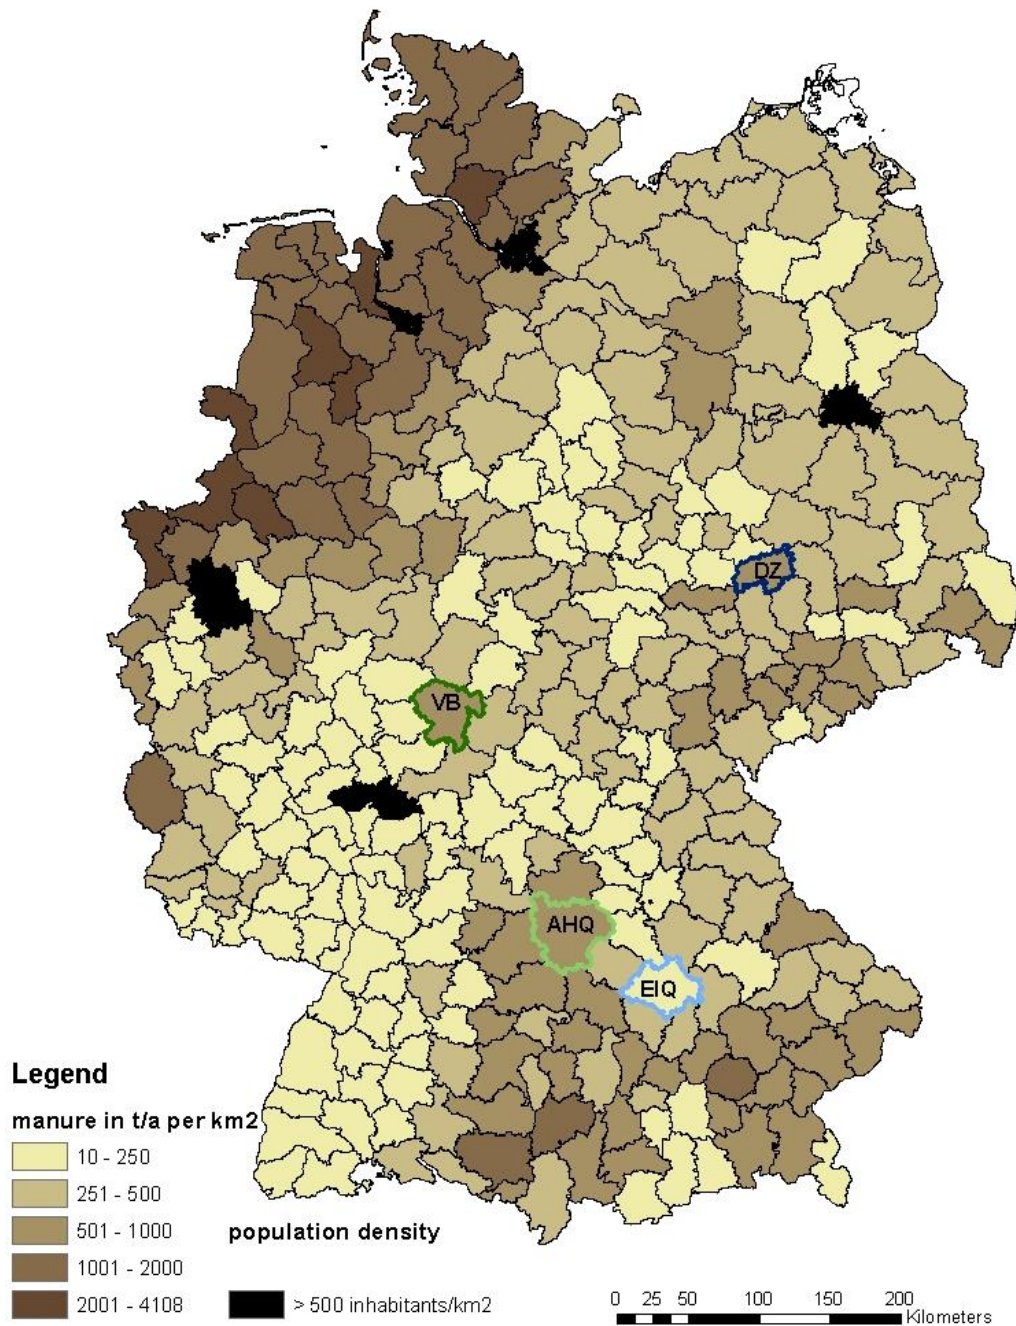 DZ
VB
AHQ
EIQ
Legend
manure in t/a per km2
10 - 250
251 - 500
501 - 1000
1001 - 2000
2001 - 4108
population density
> 500 inhabitants/km2
0 25 50 100 150 200
Kilometers